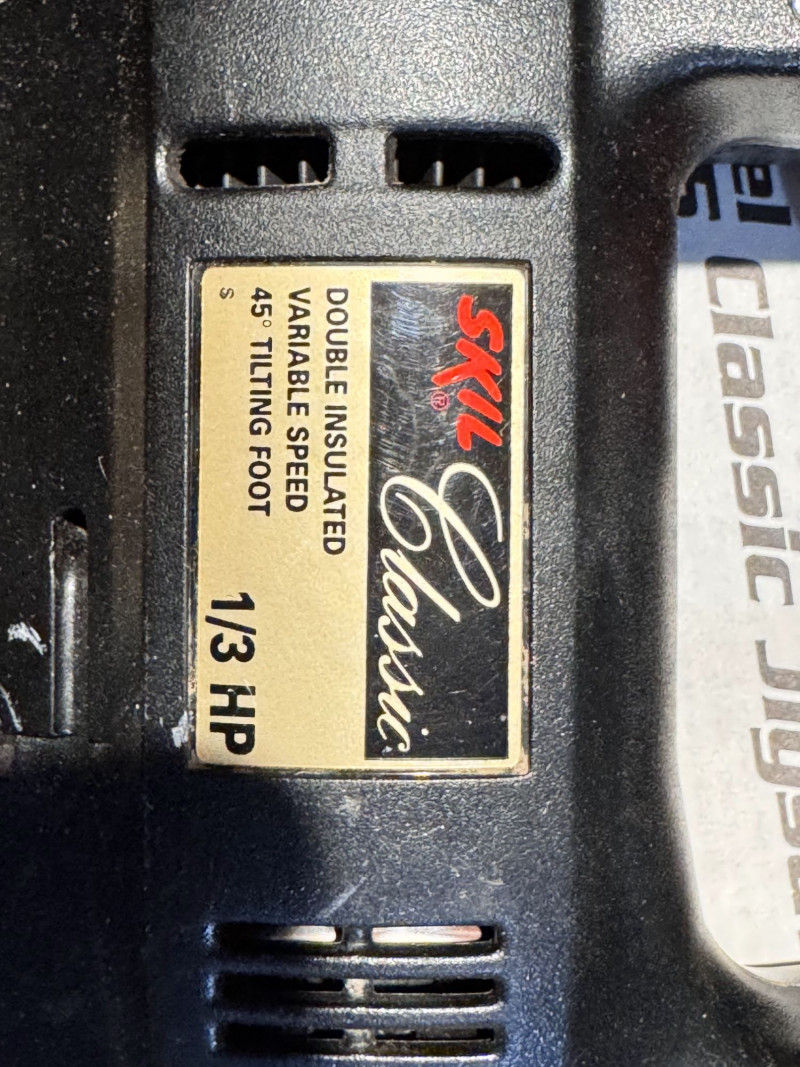 SKIL® Classic
DOUBLE INSULATED
VARIABLE SPEED
45° TILTING FOOT
1/3 HP
S
Classic